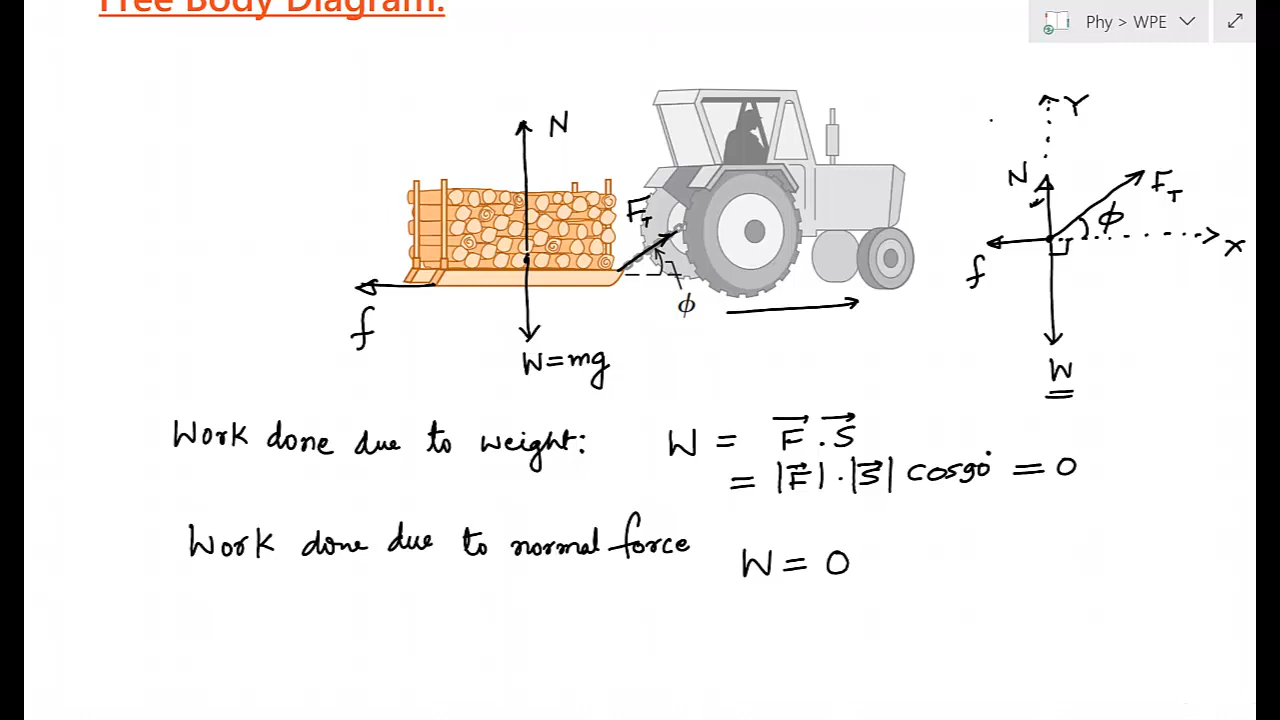 Free Body Diagram:
Phy > WPE
N
F_T
ϕ
f
W=mg
Y
N
F_T
ϕ
X
f
W
Work done due to weight: W = F⃗.S⃗
= |F⃗|.|S⃗| cos90° = 0
Work done due to normal force W = 0